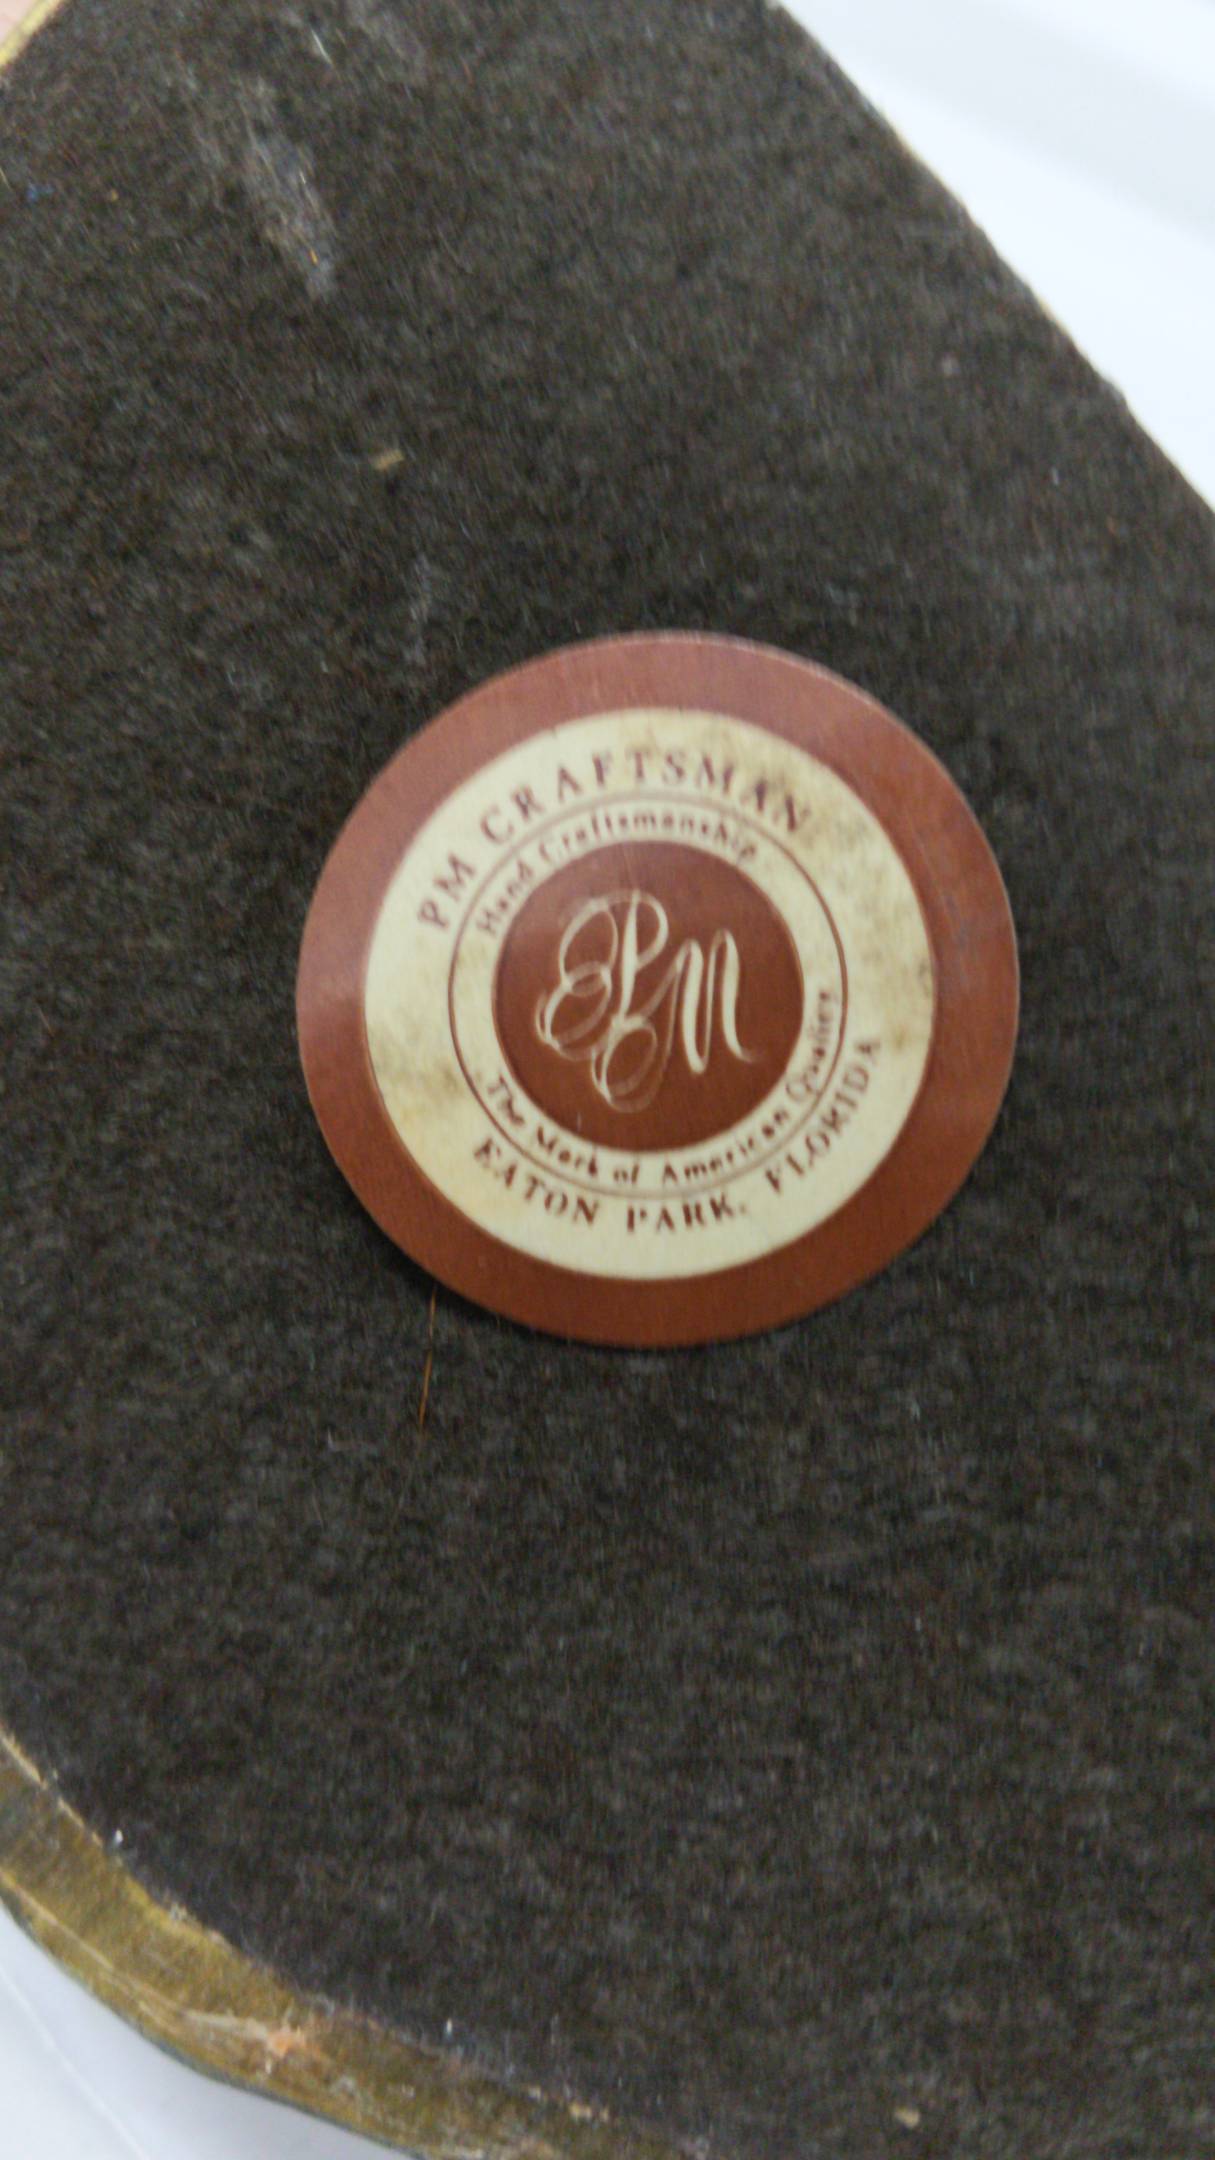 PM CRAFTSMAN
Hand Craftsmanship
PM
The Mark of American Quality
EATON PARK, FLORIDA